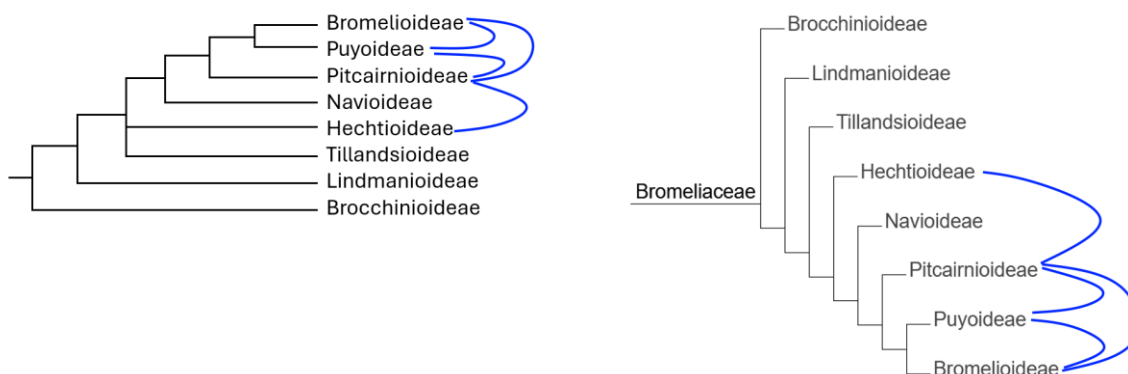 Bromelioideae
Puyoideae
Pitcairnioideae
Navioideae
Hechtioideae
Tillandsioideae
Lindmanioideae
Brocchinioideae
Bromeliaceae
Brocchinioideae
Lindmanioideae
Tillandsioideae
Hechtioideae
Navioideae
Pitcairnioideae
Puyoideae
Bromelioideae